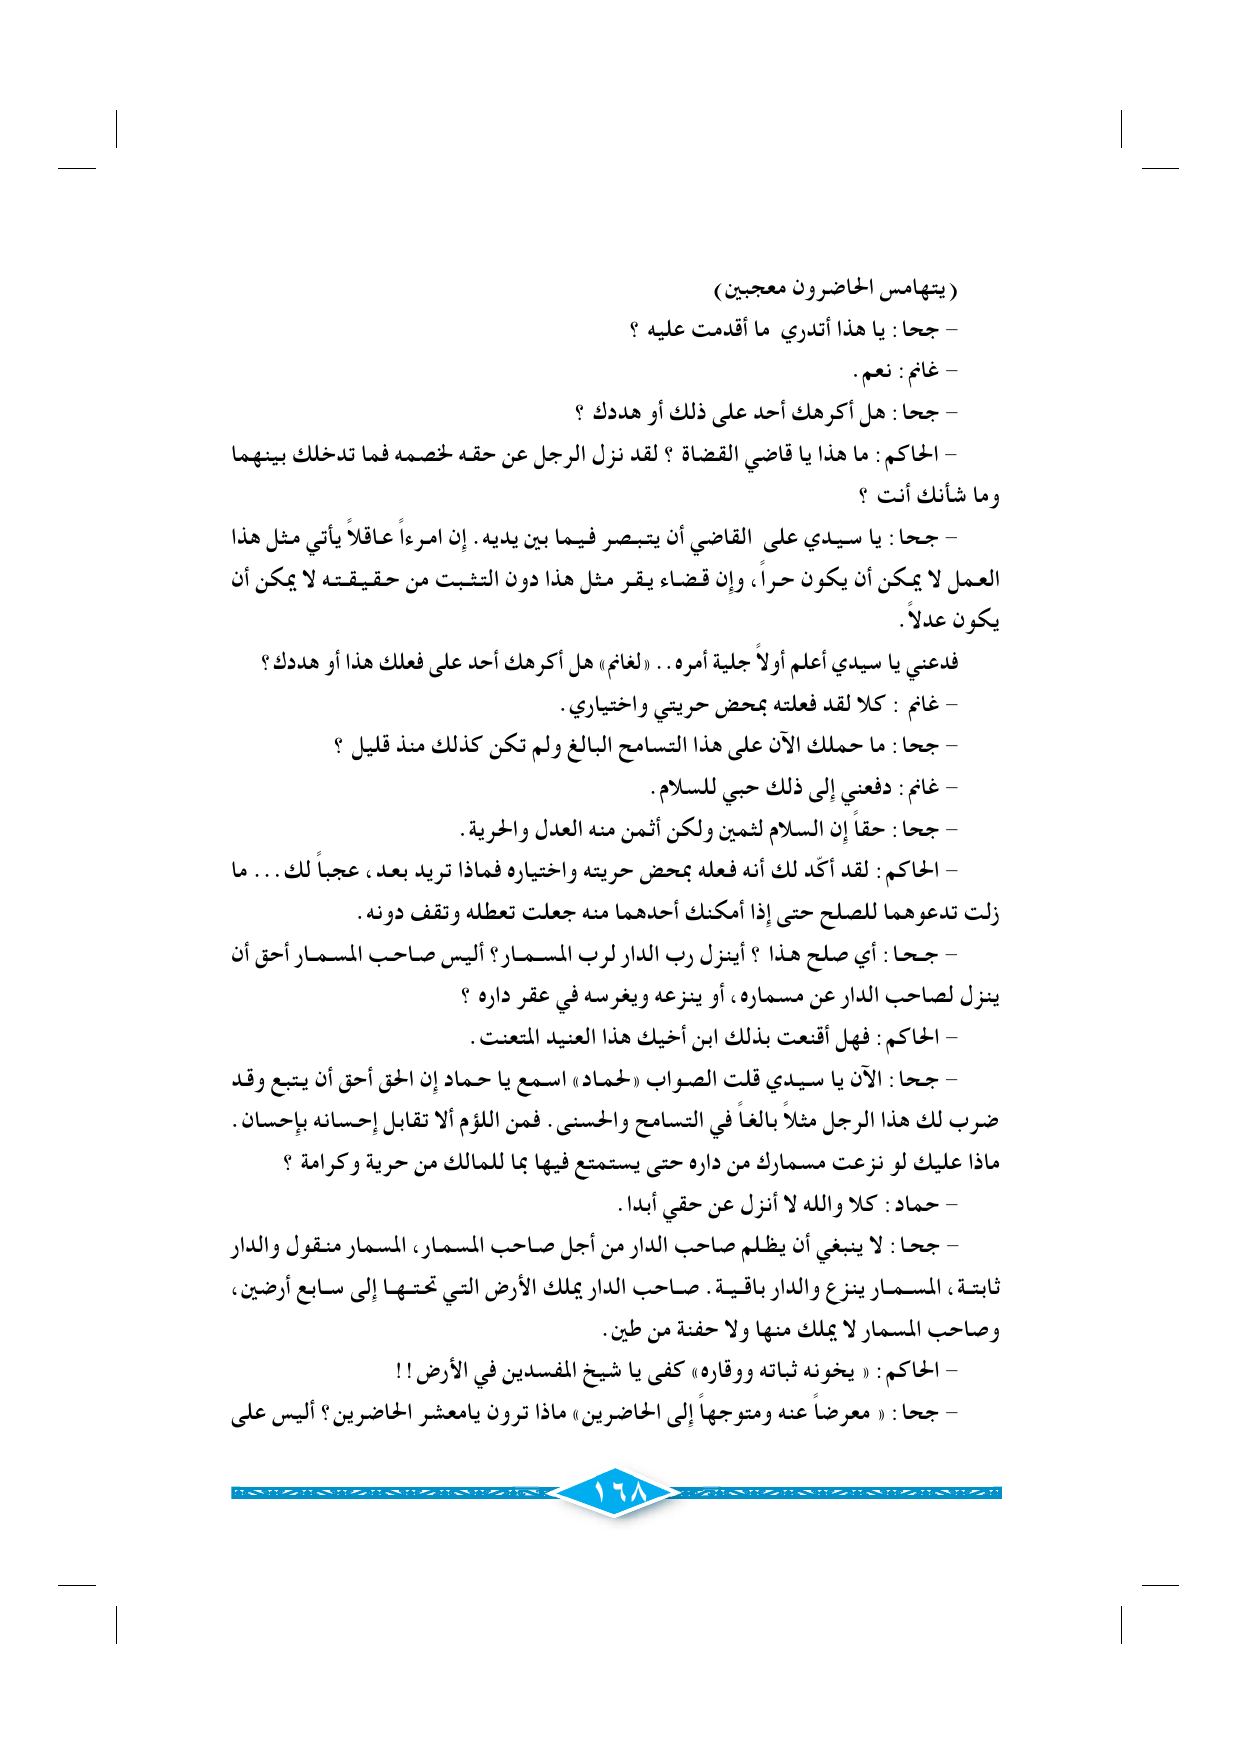 (يتهامس الحاضرون معجبين)
– جحا: يا هذا أتدري ما أقدمت عليه ؟
– غانم: نعم.
– جحا: هل أكرهك أحد على ذلك أو هددك ؟
– الحاكم: ما هذا يا قاضي القضاة ؟ لقد نزل الرجل عن حقه لخصمه فما تدخلك بينهما
وما شأنك أنت ؟
– جحا: يا سيدي على القاضي أن يتبصر فيما بين يديه. إن امرءاً عاقلاً يأتي مثل هذا
العمل لا يمكن أن يكون حراً، وإن قضاء يقر مثل هذا دون التثبت من حقيقته لا يمكن أن
يكون عدلاً.
فدعني يا سيدي أعلم أولاً جلية أمره.. «لغانم» هل أكرهك أحد على فعلك هذا أو هددك؟
– غانم : كلا لقد فعلته بمحض حريتي واختياري.
– جحا: ما حملك الآن على هذا التسامح البالغ ولم تكن كذلك منذ قليل ؟
– غانم: دفعني إلى ذلك حبي للسلام.
– جحا: حقاً إن السلام لثمين ولكن أثمن منه العدل والحرية.
– الحاكم: لقد أكّد لك أنه فعله بمحض حريته واختياره فماذا تريد بعد، عجباً لك... ما
زلت تدعوهما للصلح حتى إذا أمكنك أحدهما منه جعلت تعطله وتقف دونه.
– جحا: أي صلح هذا ؟ أينزل رب الدار لرب المسمار؟ أليس صاحب المسمار أحق أن
ينزل لصاحب الدار عن مسماره، أو ينزعه ويغرسه في عقر داره ؟
– الحاكم: فهل أقنعت بذلك ابن أخيك هذا العنيد المتعنت.
– جحا: الآن يا سيدي قلت الصواب «لحماد» اسمع يا حماد إن الحق أحق أن يتبع وقد
ضرب لك هذا الرجل مثلاً بالغاً في التسامح والحسنى. فمن اللؤم ألا تقابل إحسانه بإحسان.
ماذا عليك لو نزعت مسمارك من داره حتى يستمتع فيها بما للمالك من حرية وكرامة ؟
– حماد: كلا والله لا أنزل عن حقي أبدا.
– جحا: لا ينبغي أن يظلم صاحب الدار من أجل صاحب المسمار، المسمار منقول والدار
ثابتة، المسمار ينزع والدار باقية. صاحب الدار يملك الأرض التي تحتها إلى سابع أرضين،
وصاحب المسمار لا يملك منها ولا حفنة من طين.
– الحاكم: « يخونه ثباته ووقاره» كفى يا شيخ المفسدين في الأرض!!
– جحا: « معرضاً عنه ومتوجهاً إلى الحاضرين» ماذا ترون يامعشر الحاضرين؟ أليس على
١٦٨